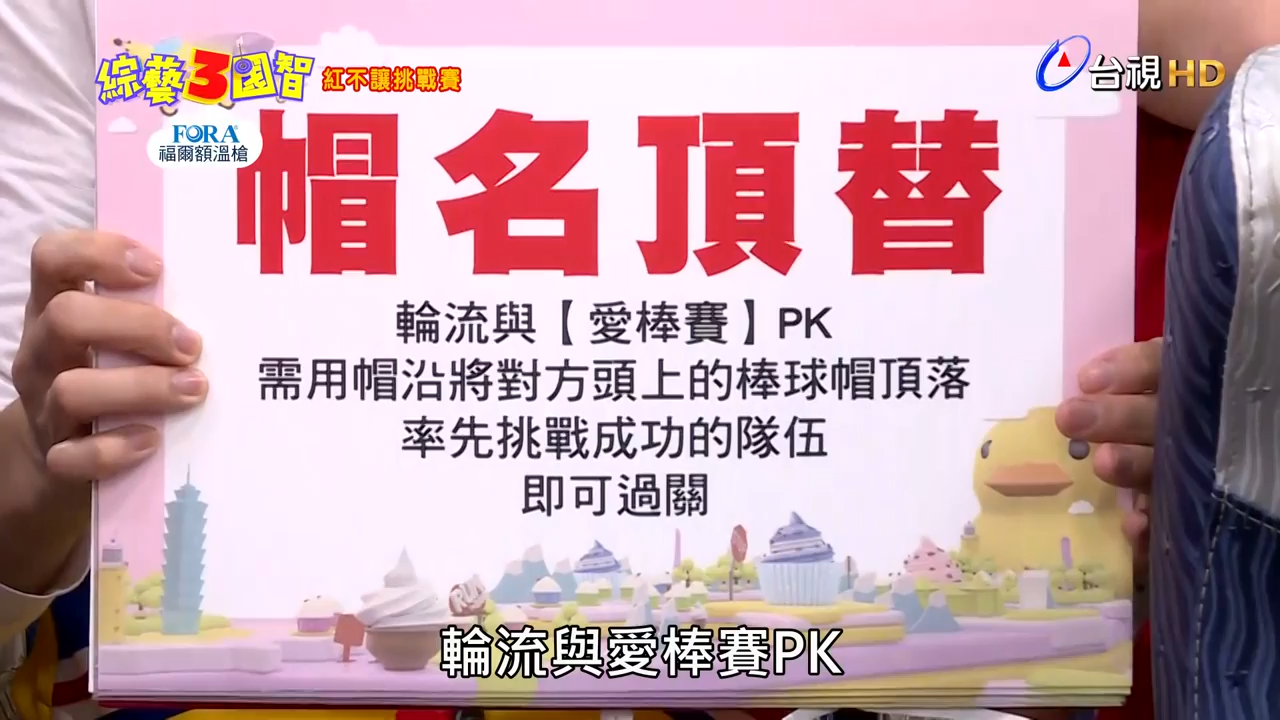 綜藝3國智
紅不讓挑戰賽
台視HD
FORA
福爾額溫槍
帽名頂替
輪流與【愛棒賽】PK
需用帽沿將對方頭上的棒球帽頂落
率先挑戰成功的隊伍
即可過關
輪流與愛棒賽PK